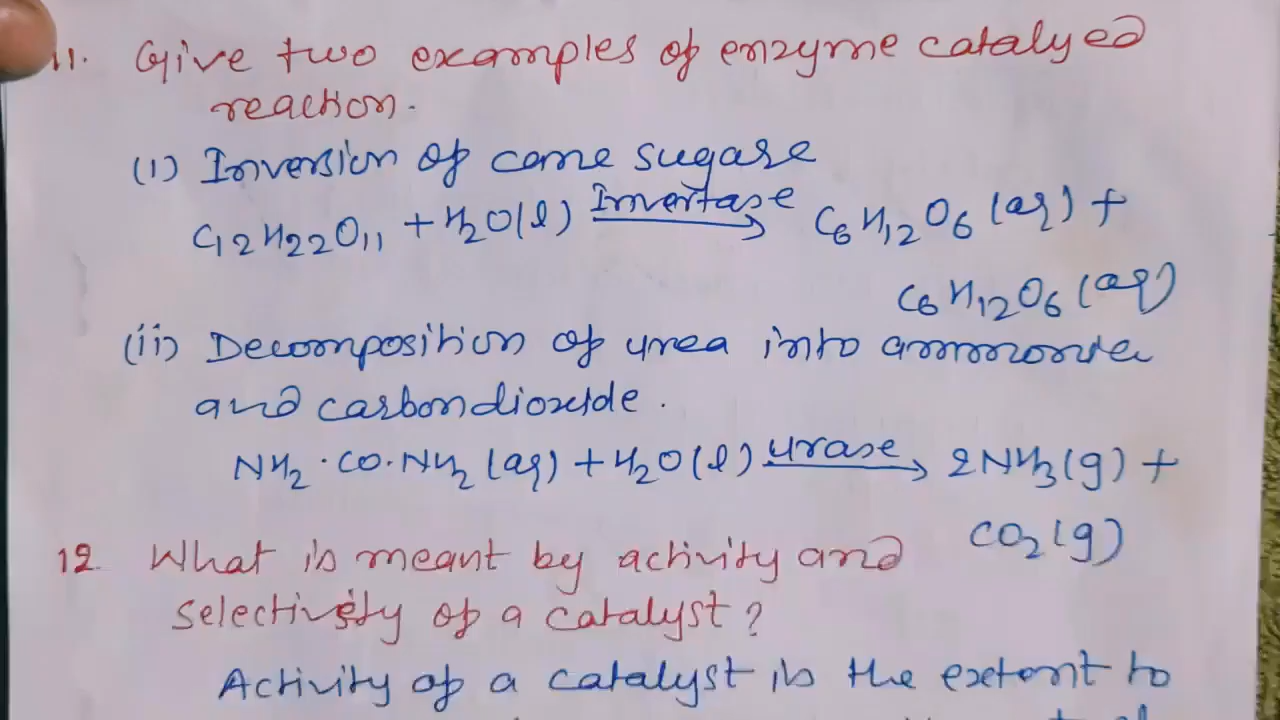 11. Give two examples of enzyme catalyed
reaction.
(i) Inversion of cane sugare
C12H22O11 + H2O(l) Invertase → C6H12O6 (aq) +
C6H12O6 (aq)
(ii) Decomposition of urea into ammonia
and carbondioxide.
NH2·CO·NH2 (aq) + H2O(l) urase → 2NH3(g) +
CO2(g)
12. What is meant by activity and
selectivity of a catalyst?
Activity of a catalyst is the extent to